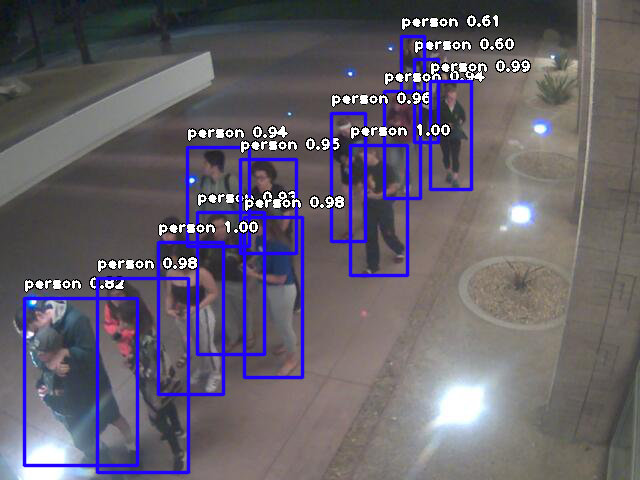 person 0.61
person 0.60
person 0.99
person 0.94
person 0.96
person 1.00
person 0.94
person 0.95
person 0.98
person 1.00
person 0.98
person 0.82